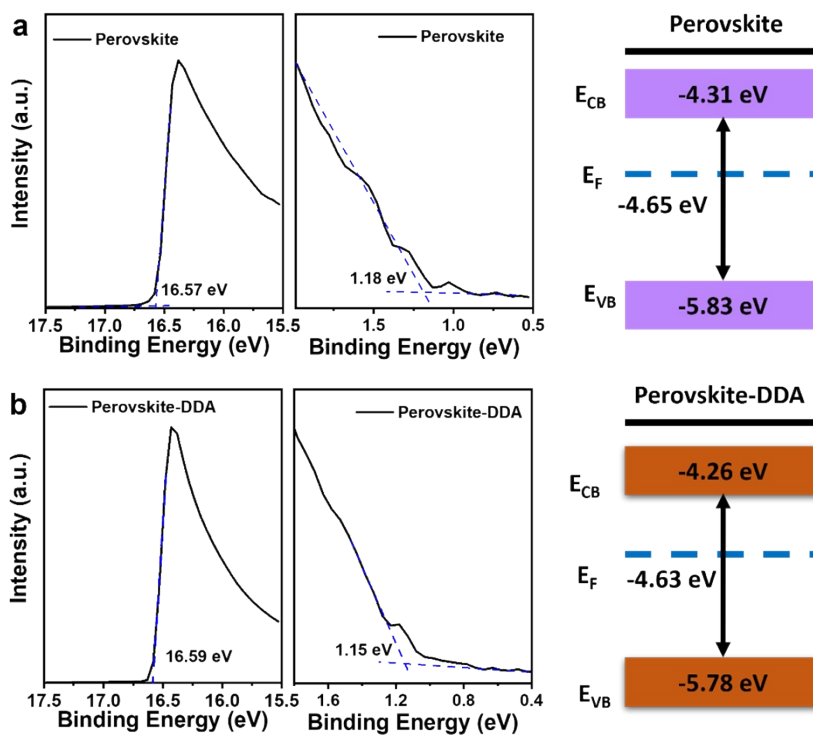 a
Perovskite
Intensity (a.u.)
16.57 eV
17.5 17.0 16.5 16.0 15.5
Binding Energy (eV)
Perovskite
1.18 eV
1.5 1.0 0.5
Binding Energy (eV)
Perovskite
E_CB -4.31 eV
E_F
-4.65 eV
E_VB -5.83 eV
b
Perovskite-DDA
Intensity (a.u.)
16.59 eV
17.5 17.0 16.5 16.0 15.5
Binding Energy (eV)
Perovskite-DDA
1.15 eV
1.6 1.2 0.8 0.4
Binding Energy (eV)
Perovskite-DDA
E_CB -4.26 eV
E_F -4.63 eV
E_VB -5.78 eV